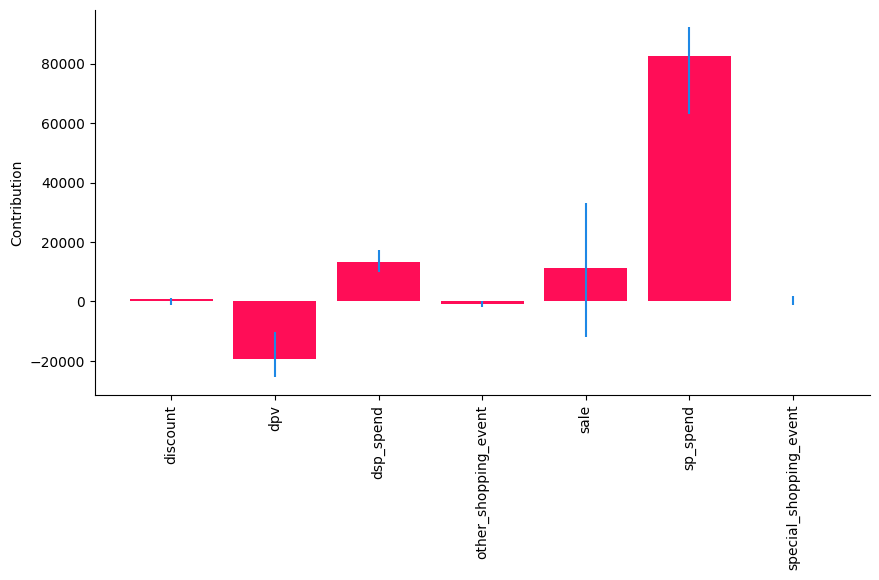 Contribution
80000
60000
40000
20000
0
−20000
discount
dpv
dsp_spend
other_shopping_event
sale
sp_spend
special_shopping_event